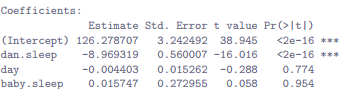 Coefficients:
Estimate Std. Error t value Pr(>|t|)
(Intercept) 126.278707 3.242492 38.945 <2e-16 ***
dan.sleep -8.969319 0.560007 -16.016 <2e-16 ***
day -0.004403 0.015262 -0.288 0.774
baby.sleep 0.015747 0.272955 0.058 0.954